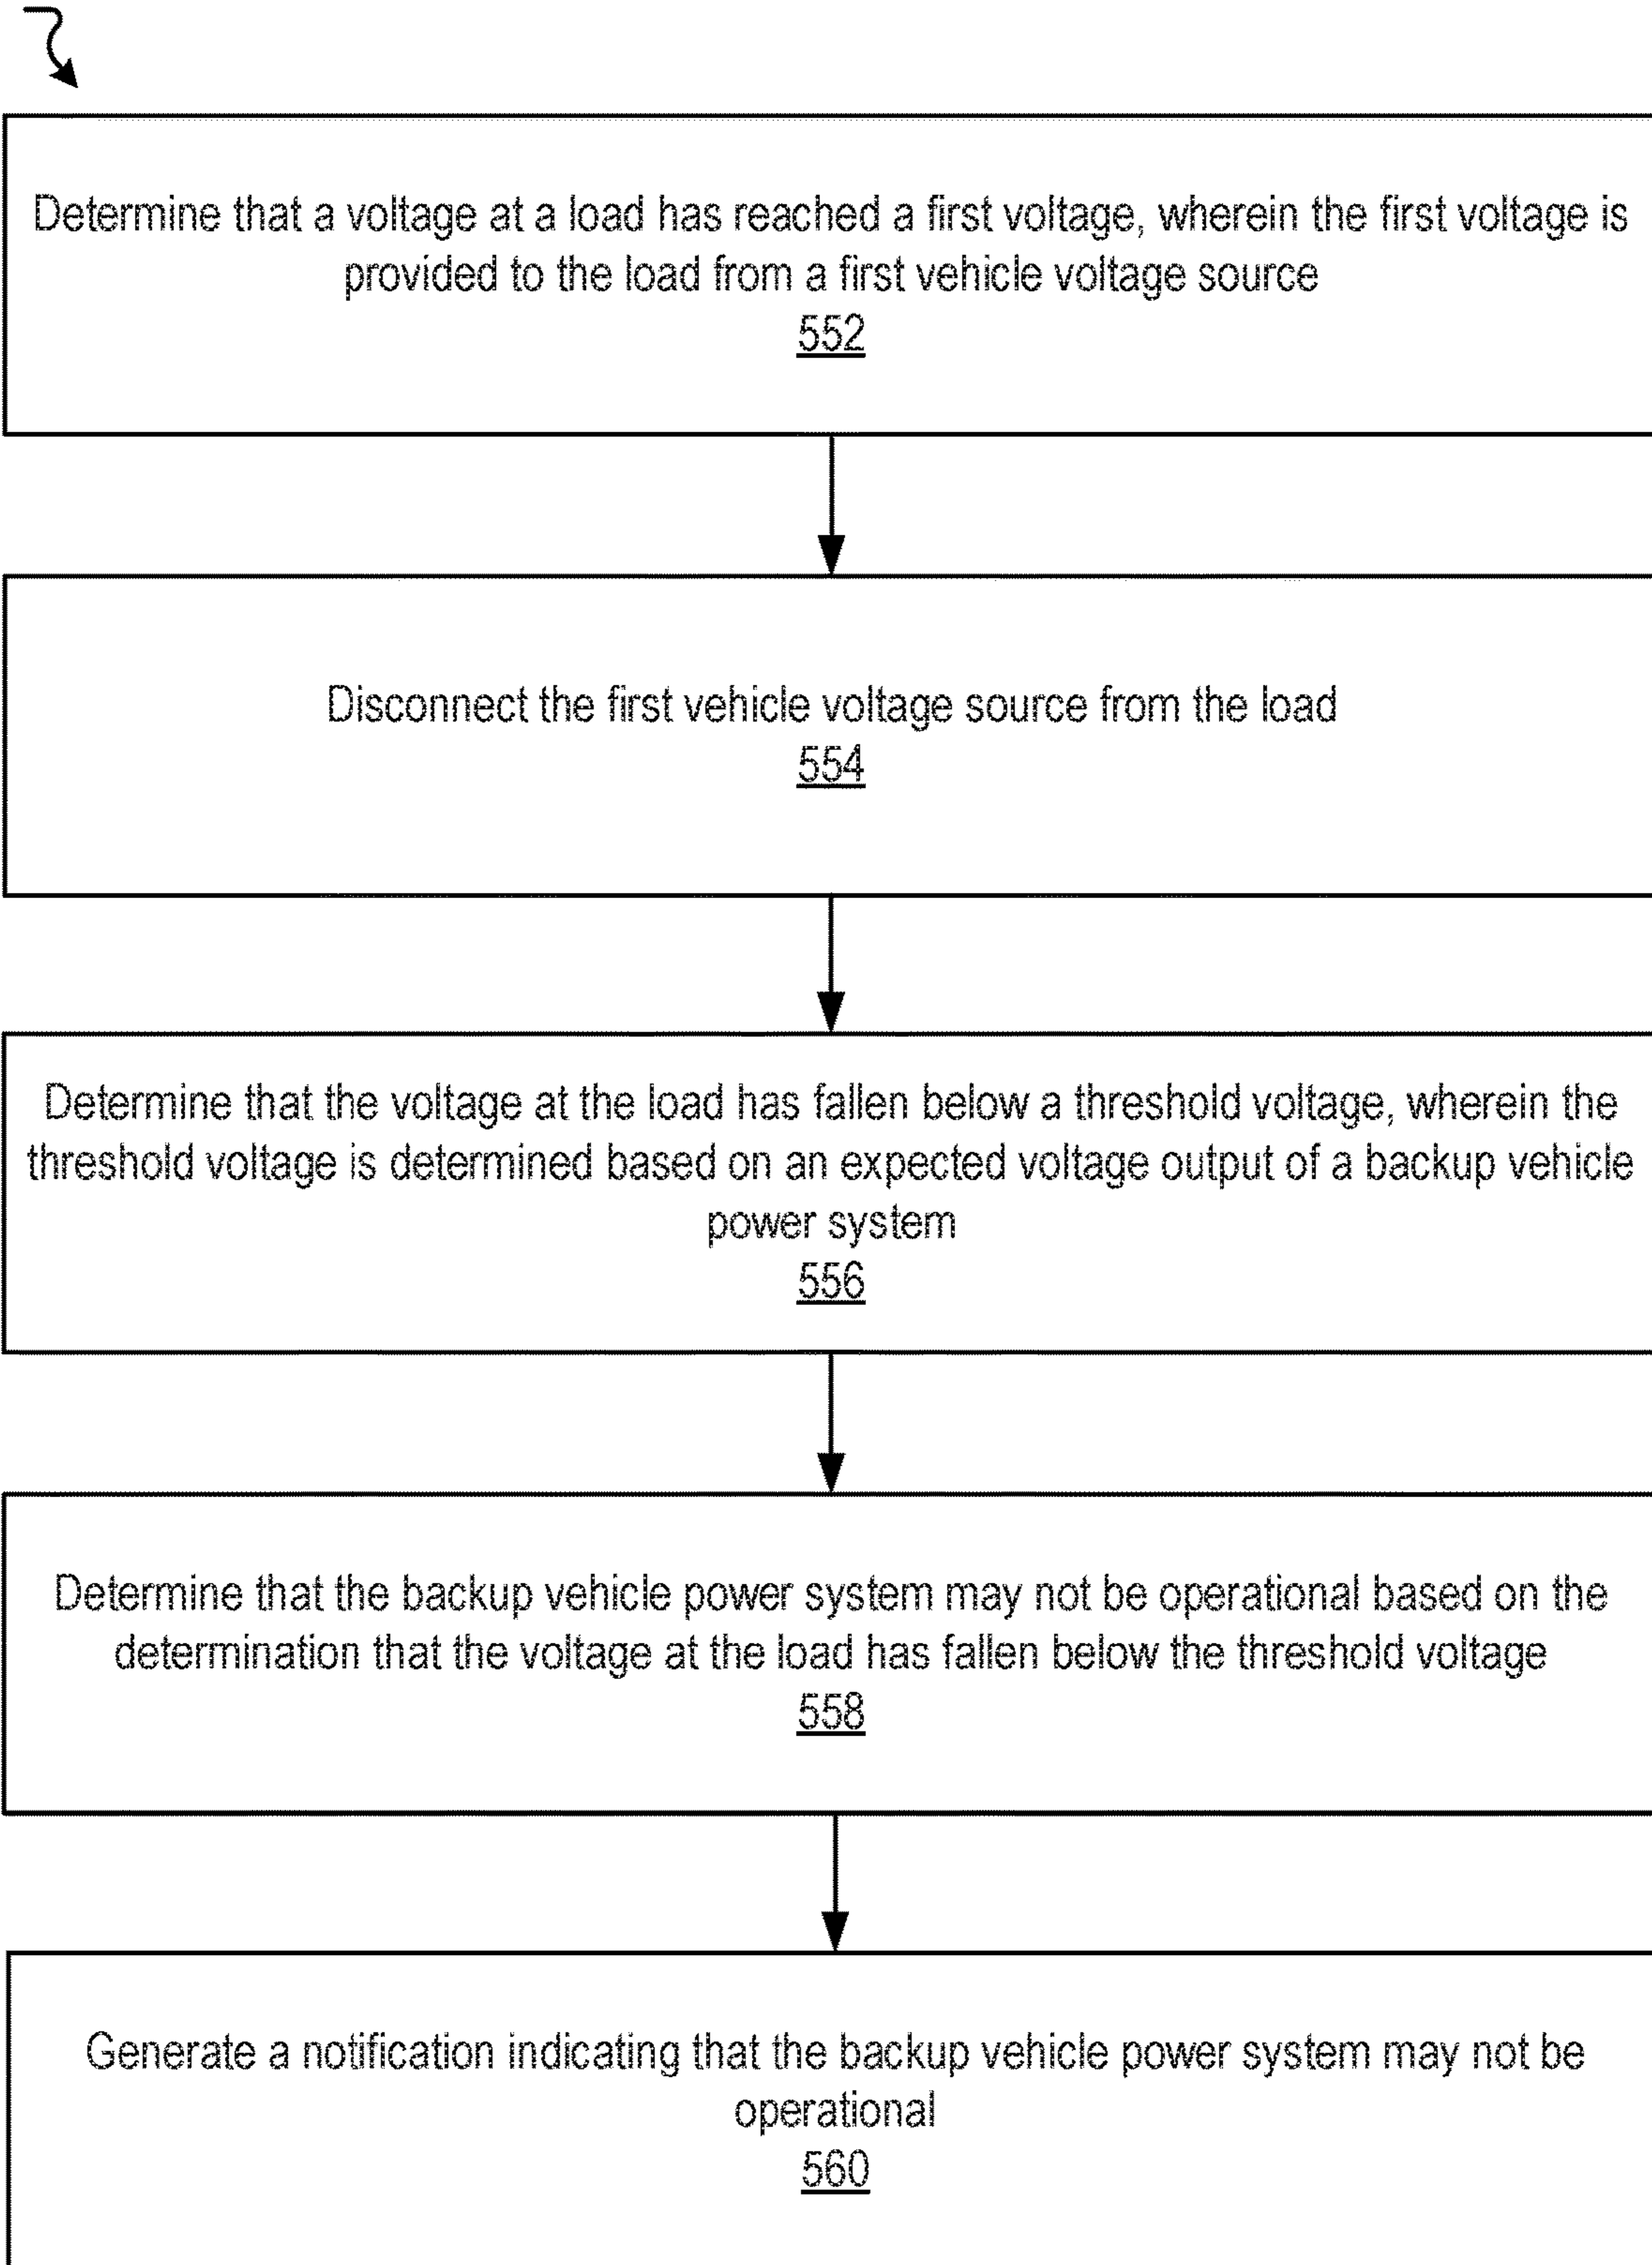 Determine that a voltage at a load has reached a first voltage, wherein the first voltage is
provided to the load from a first vehicle voltage source
552
Disconnect the first vehicle voltage source from the load
554
Determine that the voltage at the load has fallen below a threshold voltage, wherein the
threshold voltage is determined based on an expected voltage output of a backup vehicle
power system
556
Determine that the backup vehicle power system may not be operational based on the
determination that the voltage at the load has fallen below the threshold voltage
558
Generate a notification indicating that the backup vehicle power system may not be
operational
560